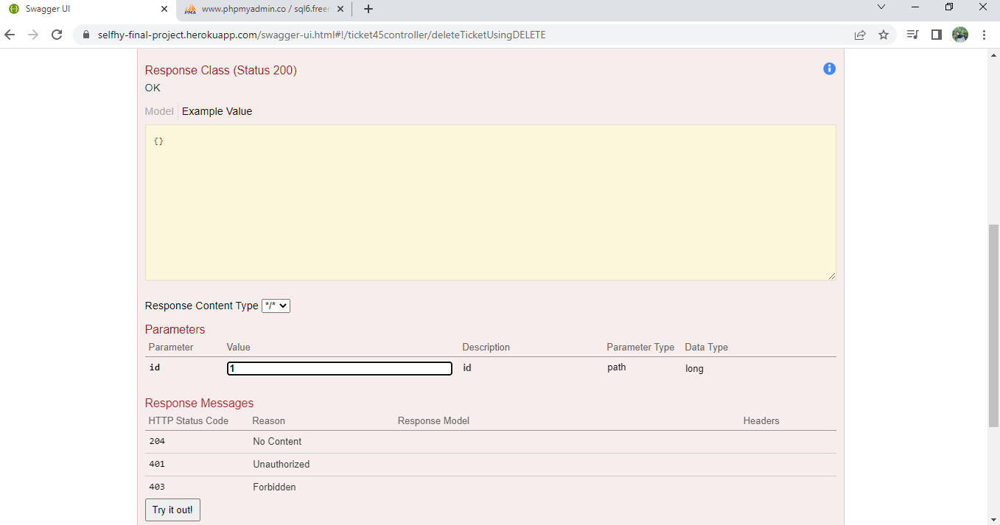 Swagger UI
www.phpmyadmin.co / sql6.freer
selfhy-final-project.herokuapp.com/swagger-ui.html#!/ticket45controller/deleteTicketUsingDELETE
Response Class (Status 200)
OK
Model Example Value
{}
Response Content Type */*
Parameters
Parameter Value Description Parameter Type Data Type
id 1 id path long
Response Messages
HTTP Status Code Reason Response Model Headers
204 No Content
401 Unauthorized
403 Forbidden
Try it out!